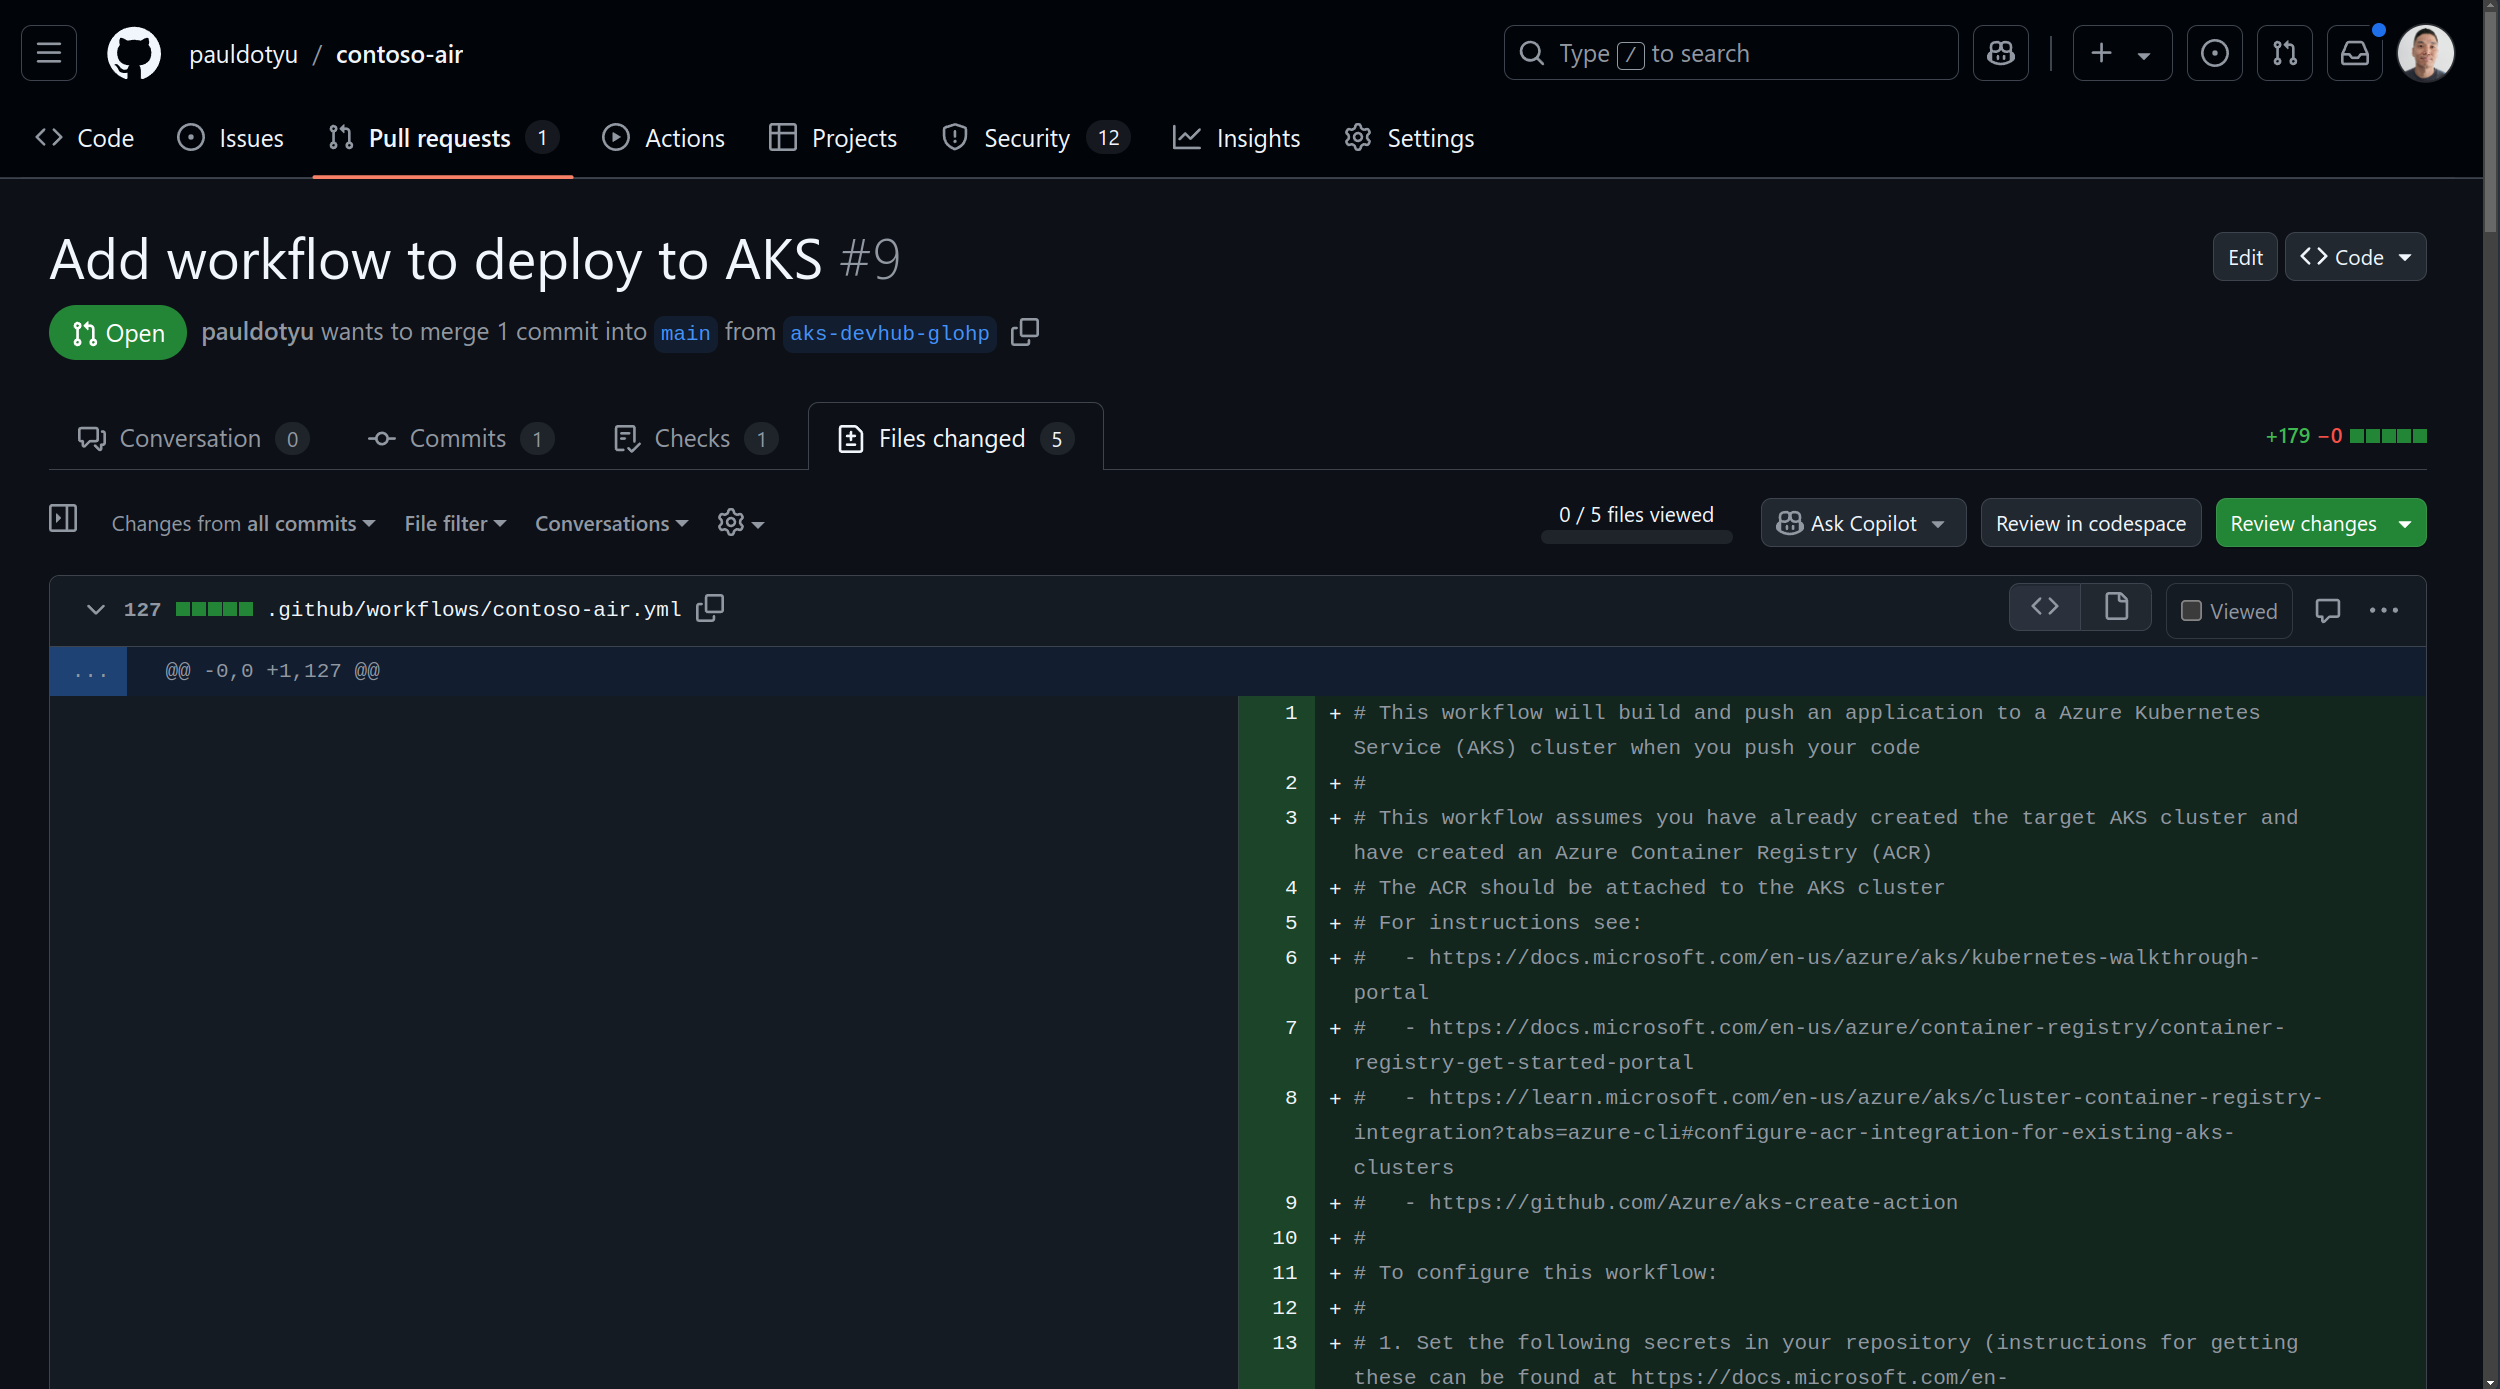 pauldotyu / contoso-air
Type / to search
Code Issues Pull requests 1 Actions Projects Security 12 Insights Settings
Add workflow to deploy to AKS #9
Edit
Code
Open pauldotyu wants to merge 1 commit into main from aks-devhub-glohp
Conversation 0 Commits 1 Checks 1 Files changed 5
+179 −0
Changes from all commits File filter Conversations
0 / 5 files viewed
Ask Copilot
Review in codespace
Review changes
127 .github/workflows/contoso-air.yml
Viewed
... @@ -0,0 +1,127 @@
1 + # This workflow will build and push an application to a Azure Kubernetes
Service (AKS) cluster when you push your code
2 + #
3 + # This workflow assumes you have already created the target AKS cluster and
have created an Azure Container Registry (ACR)
4 + # The ACR should be attached to the AKS cluster
5 + # For instructions see:
6 + #   - https://docs.microsoft.com/en-us/azure/aks/kubernetes-walkthrough-
portal
7 + #   - https://docs.microsoft.com/en-us/azure/container-registry/container-
registry-get-started-portal
8 + #   - https://learn.microsoft.com/en-us/azure/aks/cluster-container-registry-
integration?tabs=azure-cli#configure-acr-integration-for-existing-aks-
clusters
9 + #   - https://github.com/Azure/aks-create-action
10 + #
11 + # To configure this workflow:
12 + #
13 + # 1. Set the following secrets in your repository (instructions for getting
these can be found at https://docs.microsoft.com/en-